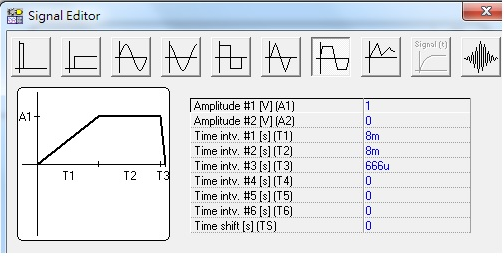 Signal Editor
Signal (t)
A1
T1 T2 T3
Amplitude #1 [V] (A1) 1
Amplitude #2 [V] (A2) 0
Time intv. #1 [s] (T1) 8m
Time intv. #2 [s] (T2) 8m
Time intv. #3 [s] (T3) 666u
Time intv. #4 [s] (T4) 0
Time intv. #5 [s] (T5) 0
Time intv. #6 [s] (T6) 0
Time shift [s] (TS) 0